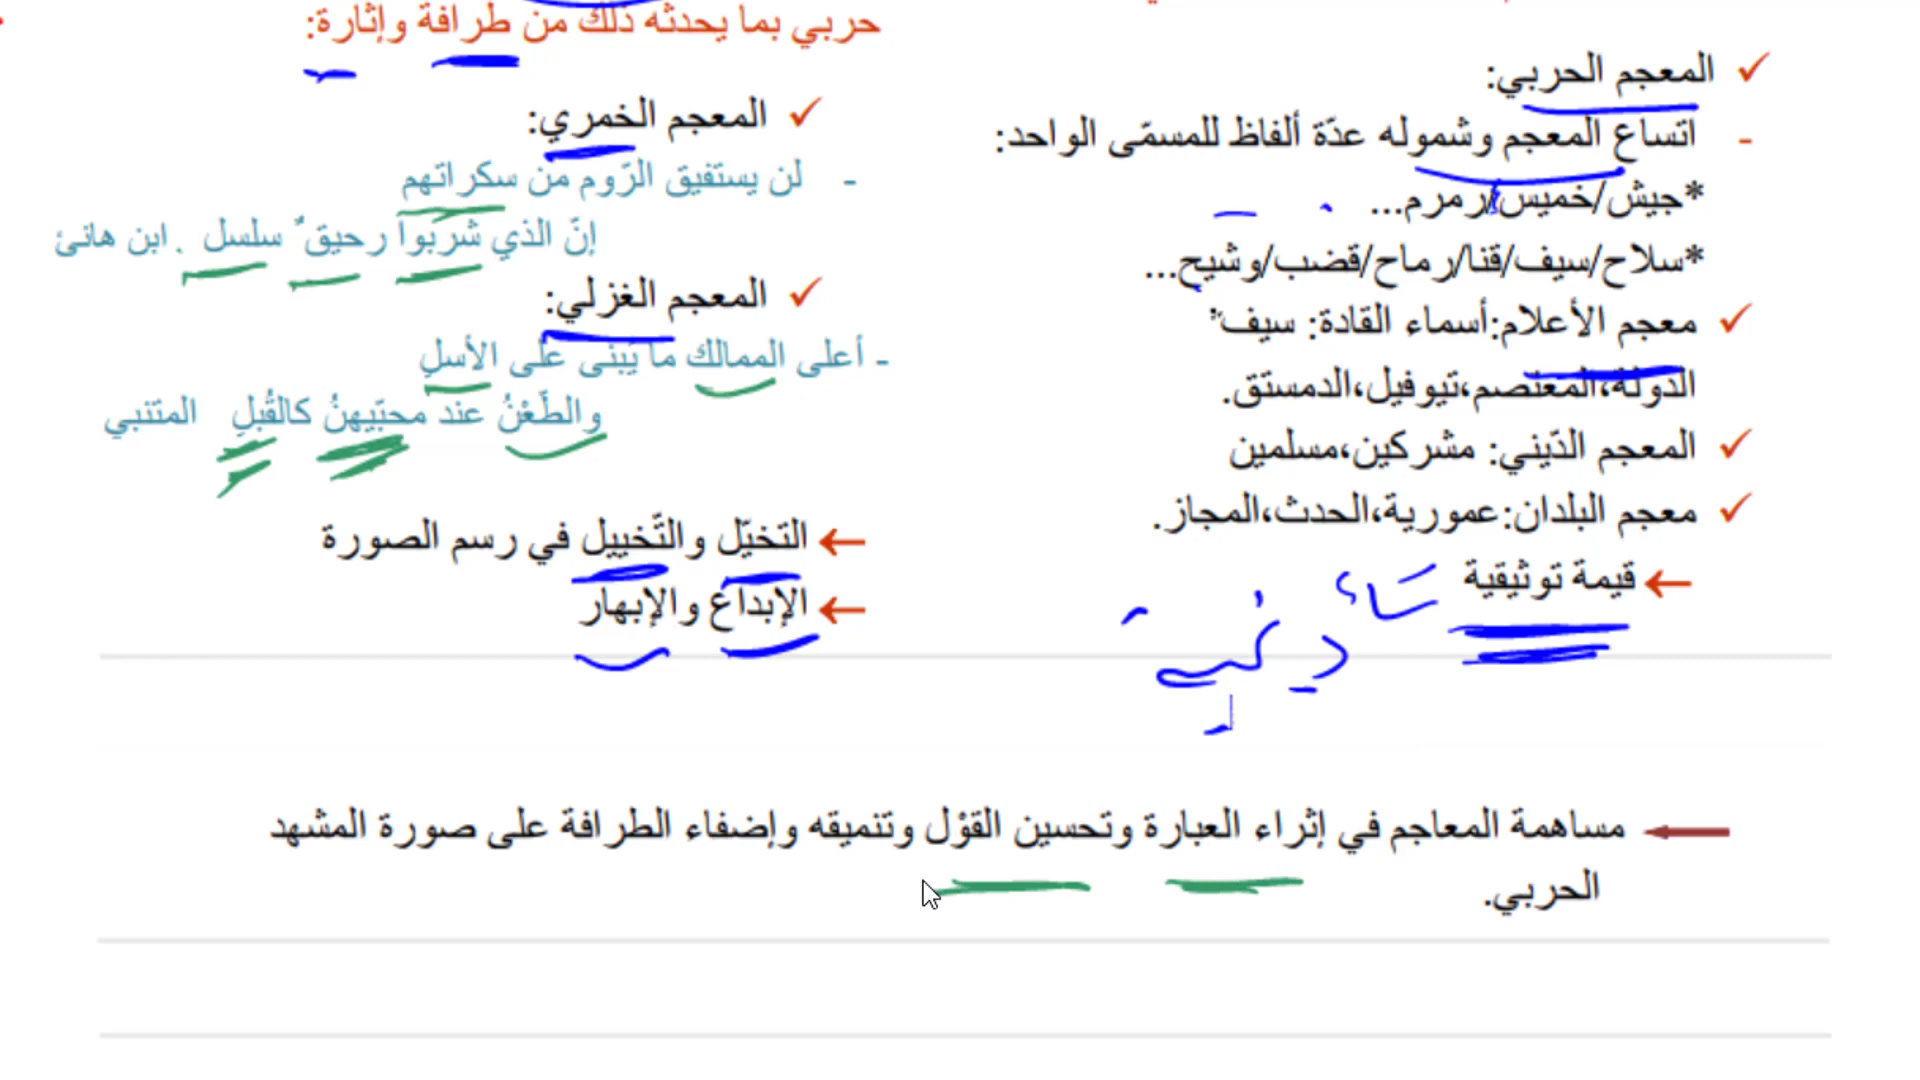 المعجم الحربي:
- اتساع المعجم وشموله عدّة ألفاظ للمسمّى الواحد:
*جيش/خميس/رمرم...
*سلاح/سيف/قنا/رماح/قضب/وشيح...
معجم الأعلام:أسماء القادة: سيف
الدولة،المعتصم،تيوفيل،الدمستق.
المعجم الدّيني: مشركين،مسلمين
معجم البلدان:عمورية،الحدث،المجاز.
قيمة توثيقية
حربي بما يحدثه ذلك من طرافة وإثارة:
المعجم الخمري:
- لن يستفيق الرّوم من سكراتهم
إنّ الذي شربوا رحيقٌ سلسل . ابن هانئ
المعجم الغزلي:
- أعلى الممالك ما يُبنى على الأسلِ
والطّعْنُ عند محبّيهنُ كالقُبلِ المتنبي
التخيّل والتّخييل في رسم الصورة
الإبداع والإبهار
مساهمة المعاجم في إثراء العبارة وتحسين القوْل وتنميقه وإضفاء الطرافة على صورة المشهد
الحربي.